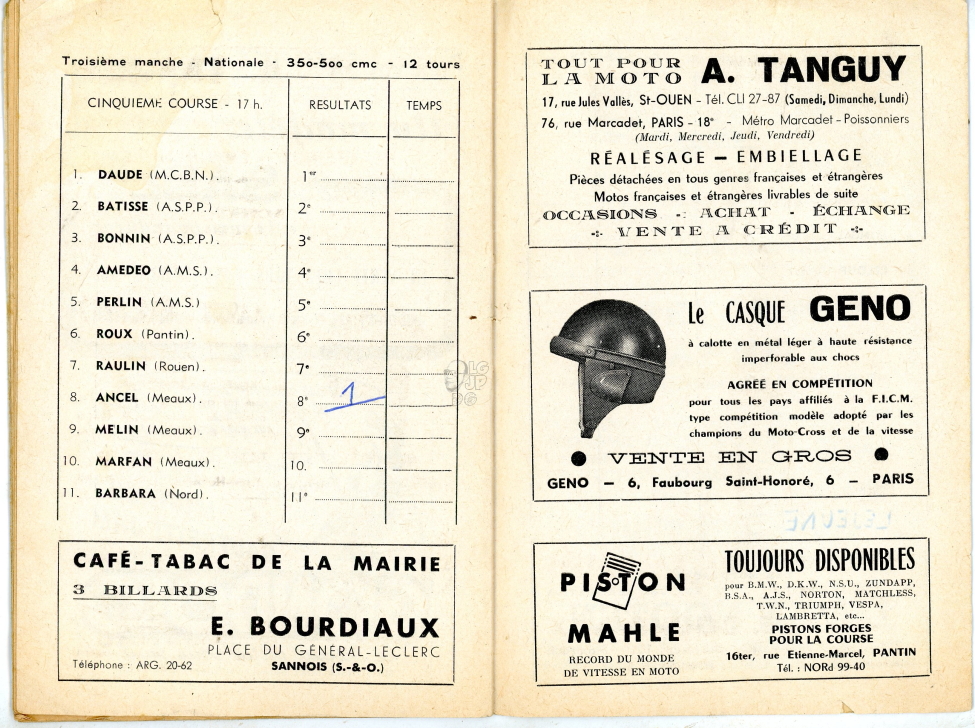 Troisième manche - Nationale - 350-500 cmc - 12 tours
CINQUIEME COURSE - 17 h. RESULTATS TEMPS
1. DAUDE (M.C.B.N.). 1er
2. BATISSE (A.S.P.P.). 2e
3. BONNIN (A.S.P.P.). 3e
4. AMEDEO (A.M.S.). 4e
5. PERLIN (A.M.S.) 5e
6. ROUX (Pantin). 6e
7. RAULIN (Rouen). 7e
8. ANCEL (Meaux). 8e 1
9. MELIN (Meaux). 9e
10. MARFAN (Meaux). 10.
11. BARBARA (Nord). 11e
CAFÉ-TABAC DE LA MAIRIE
3 BILLARDS
E. BOURDIAUX
PLACE DU GÉNÉRAL-LECLERC
Téléphone : ARG. 20-62 SANNOIS (S.-&-O.)
TOUT POUR LA MOTO A. TANGUY
17, rue Jules Vallès, St-OUEN - Tél. CLI 27-87 (Samedi, Dimanche, Lundi)
76, rue Marcadet, PARIS - 18e - Métro Marcadet-Poissonniers
(Mardi, Mercredi, Jeudi, Vendredi)
RÉALÉSAGE — EMBIELLAGE
Pièces détachées en tous genres françaises et étrangères
Motos françaises et étrangères livrables de suite
OCCASIONS - ACHAT - ÉCHANGE
VENTE A CRÉDIT
Le CASQUE GENO
à calotte en métal léger à haute résistance
imperforable aux chocs
AGRÉÉ EN COMPÉTITION
pour tous les pays affiliés à la F.I.C.M.
type compétition modèle adopté par les
champions du Moto-Cross et de la vitesse
● VENTE EN GROS ●
GENO — 6, Faubourg Saint-Honoré, 6 — PARIS
PISTON
MAHLE
RECORD DU MONDE
DE VITESSE EN MOTO
TOUJOURS DISPONIBLES
pour B.M.W., D.K.W., N.S.U., ZUNDAPP,
B.S.A., A.J.S., NORTON, MATCHLESS,
T.W.N., TRIUMPH, VESPA,
LAMBRETTA, etc...
PISTONS FORGES
POUR LA COURSE
16ter, rue Etienne-Marcel, PANTIN
Tél. : NORd 99-40